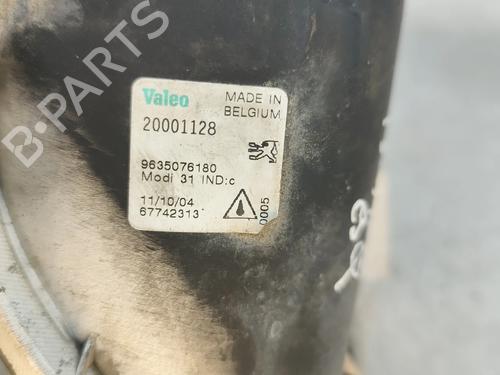 B-PARTS
Valeo
MADE IN
BELGIUM
20001128
9635076180
Modi 31 IND:c
11/10/04
67742313
0005